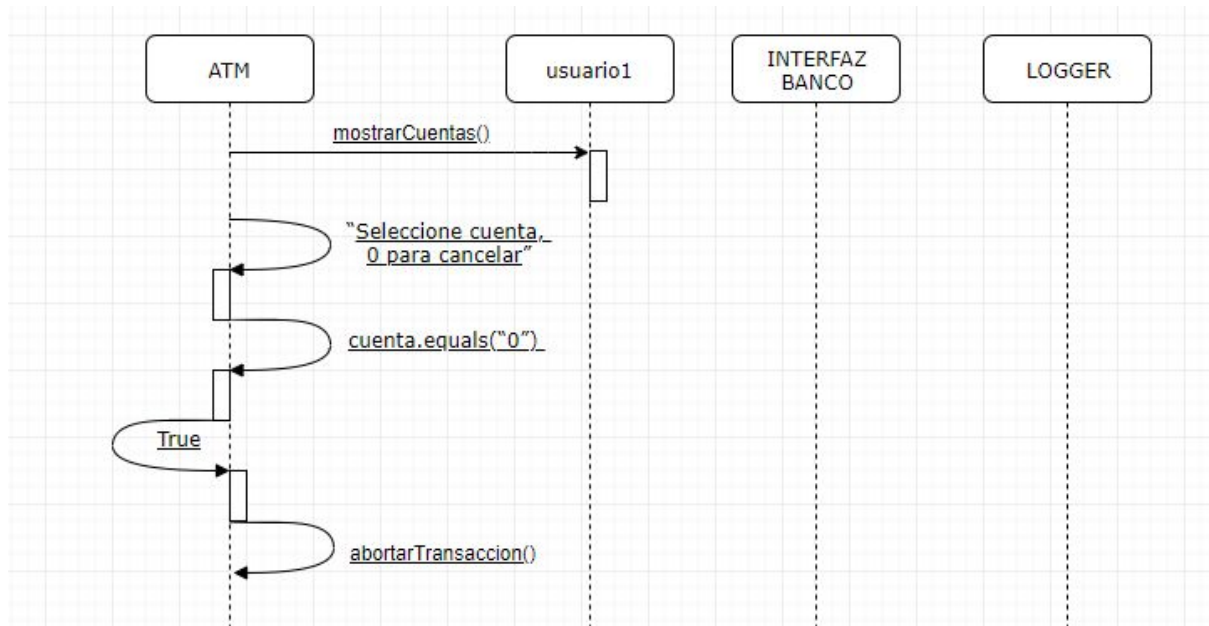 ATM
usuario1
INTERFAZ
BANCO
LOGGER
mostrarCuentas()
“Seleccione cuenta,
0 para cancelar”
cuenta.equals(“0”)
True
abortarTransaccion()